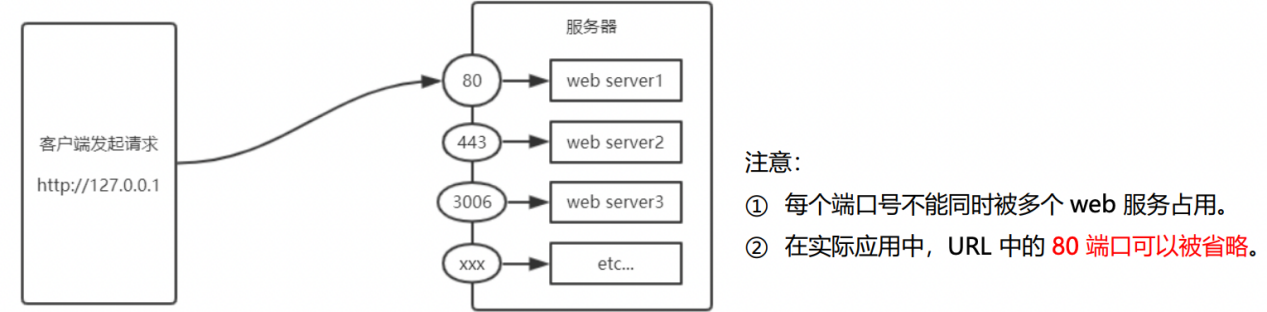 客户端发起请求
http://127.0.0.1
服务器
80
web server1
443
web server2
3006
web server3
xxx
etc...
注意：
① 每个端口号不能同时被多个 web 服务占用。
② 在实际应用中，URL 中的 80 端口可以被省略。